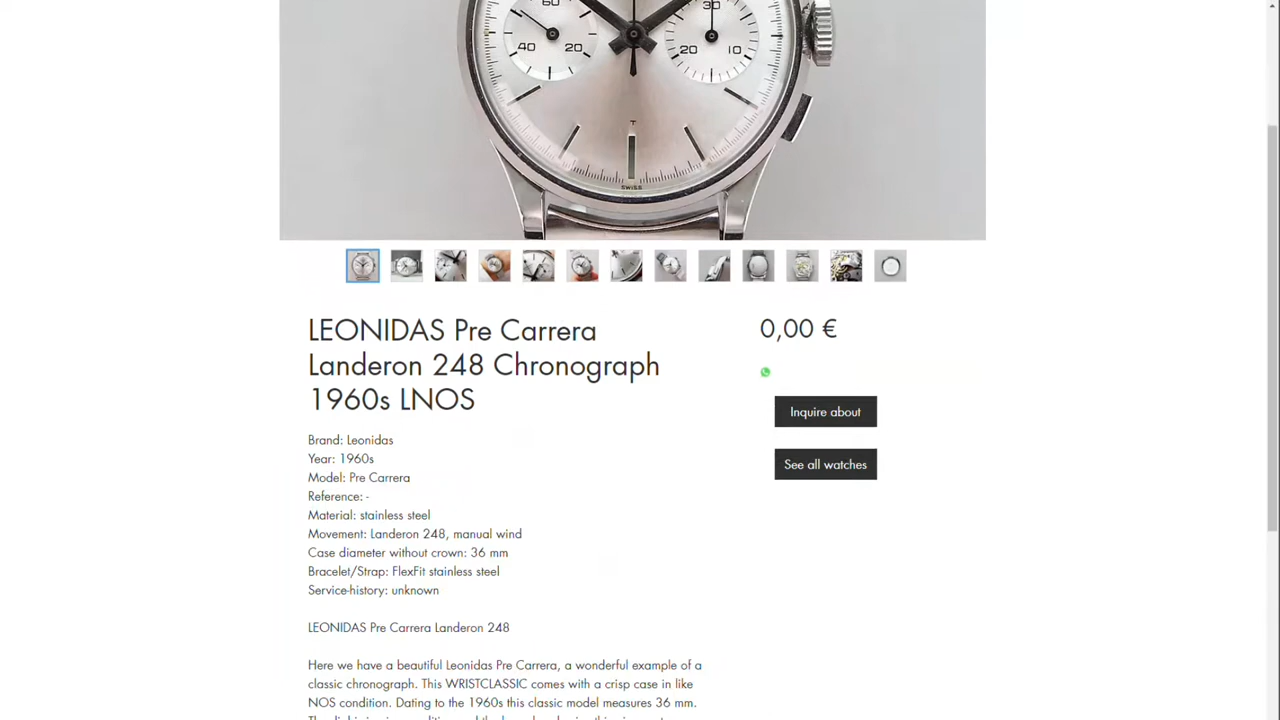 60
40
20
30
20
10
T
SWISS
LEONIDAS Pre Carrera
Landeron 248 Chronograph
1960s LNOS
0,00 €
Inquire about
See all watches
Brand: Leonidas
Year: 1960s
Model: Pre Carrera
Reference: -
Material: stainless steel
Movement: Landeron 248, manual wind
Case diameter without crown: 36 mm
Bracelet/Strap: FlexFit stainless steel
Service-history: unknown
LEONIDAS Pre Carrera Landeron 248
Here we have a beautiful Leonidas Pre Carrera, a wonderful example of a
classic chronograph. This WRISTCLASSIC comes with a crisp case in like
NOS condition. Dating to the 1960s this classic model measures 36 mm.